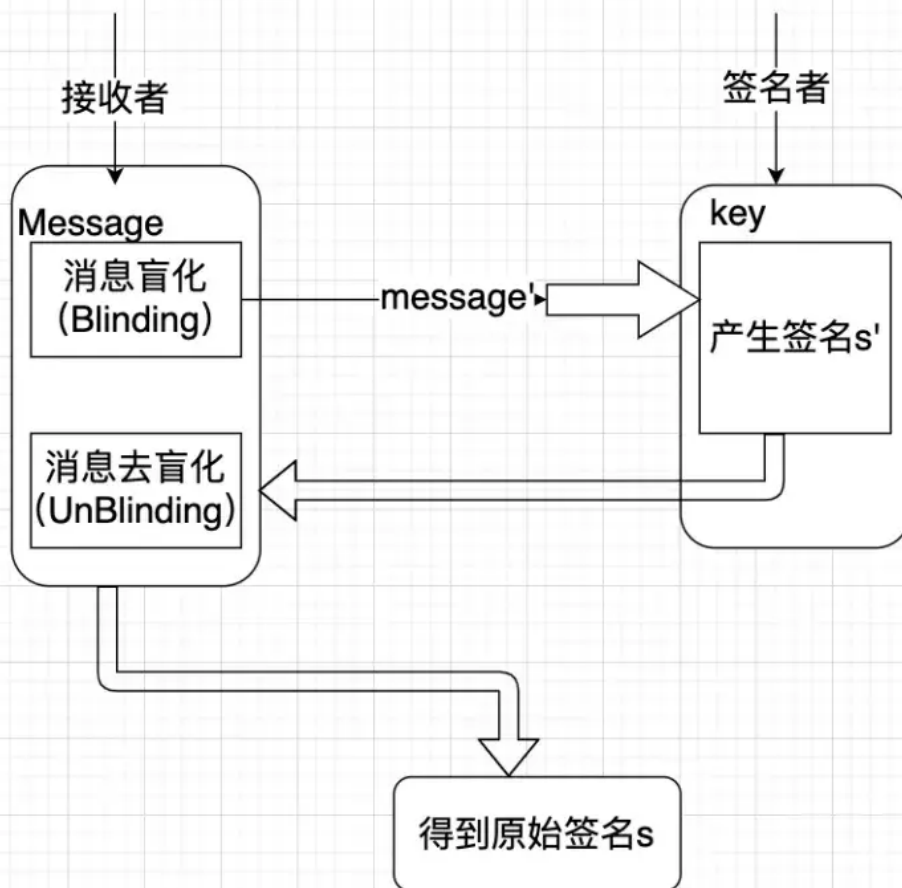 接收者
签名者
Message
key
消息盲化
(Blinding)
message'
产生签名s'
消息去盲化
(UnBlinding)
得到原始签名s